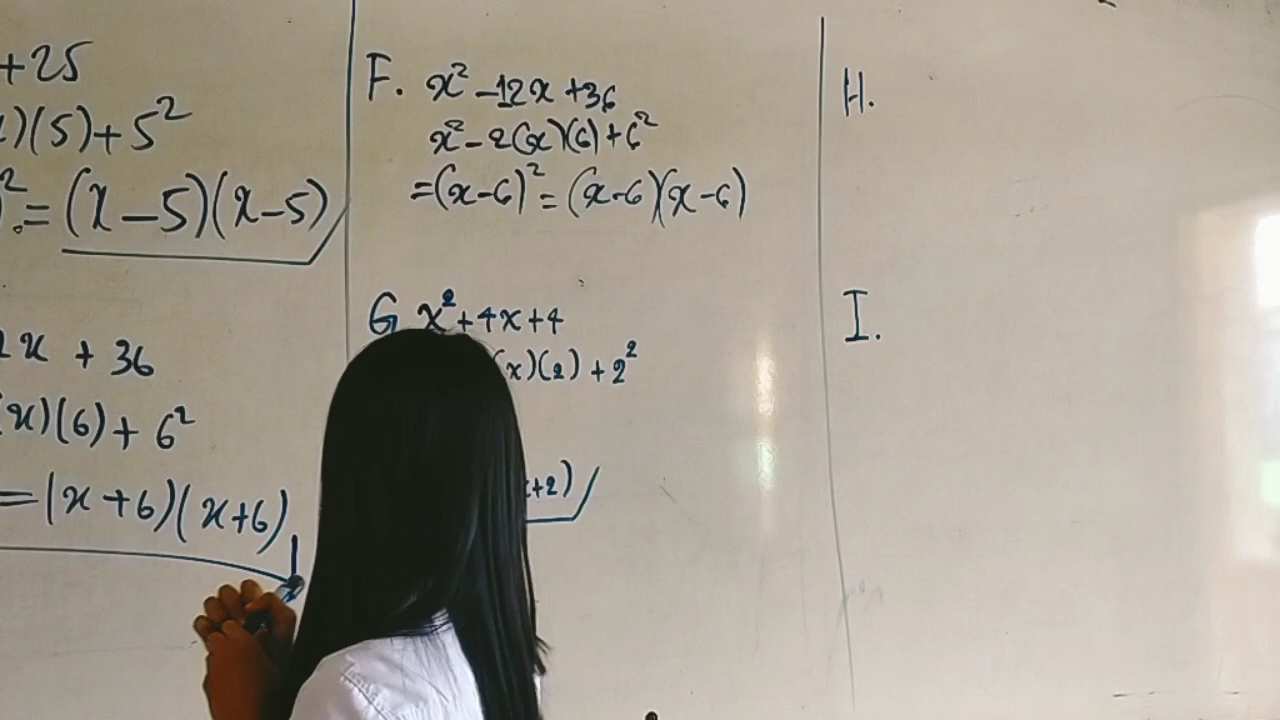 +25
)(5)+5²
²=(x-5)(x-5)
x + 36
(x)(6)+ 6²
=(x+6)(x+6)
F. x² -12x +36
x² - 2(x)(6)+6²
=(x-6)² = (x-6)(x-6)
G x²+4x+4
(x)(2) + 2²
+2)
H.
I.